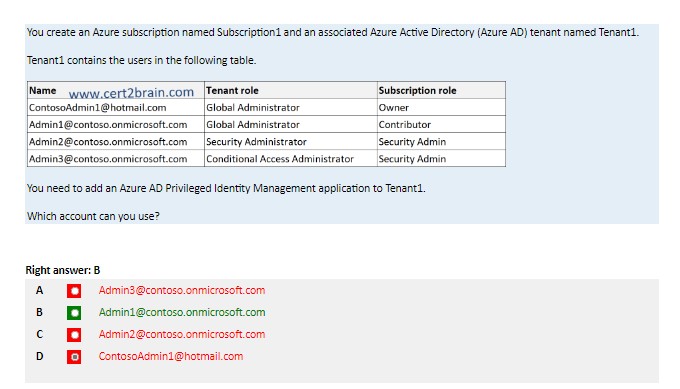 You create an Azure subscription named Subscription1 and an associated Azure Active Directory (Azure AD) tenant named Tenant1.
Tenant1 contains the users in the following table.
Name www.cert2brain.com Tenant role Subscription role
ContosoAdmin1@hotmail.com Global Administrator Owner
Admin1@contoso.onmicrosoft.com Global Administrator Contributor
Admin2@contoso.onmicrosoft.com Security Administrator Security Admin
Admin3@contoso.onmicrosoft.com Conditional Access Administrator Security Admin
You need to add an Azure AD Privileged Identity Management application to Tenant1.
Which account can you use?
Right answer: B
A Admin3@contoso.onmicrosoft.com
B Admin1@contoso.onmicrosoft.com
C Admin2@contoso.onmicrosoft.com
D ContosoAdmin1@hotmail.com